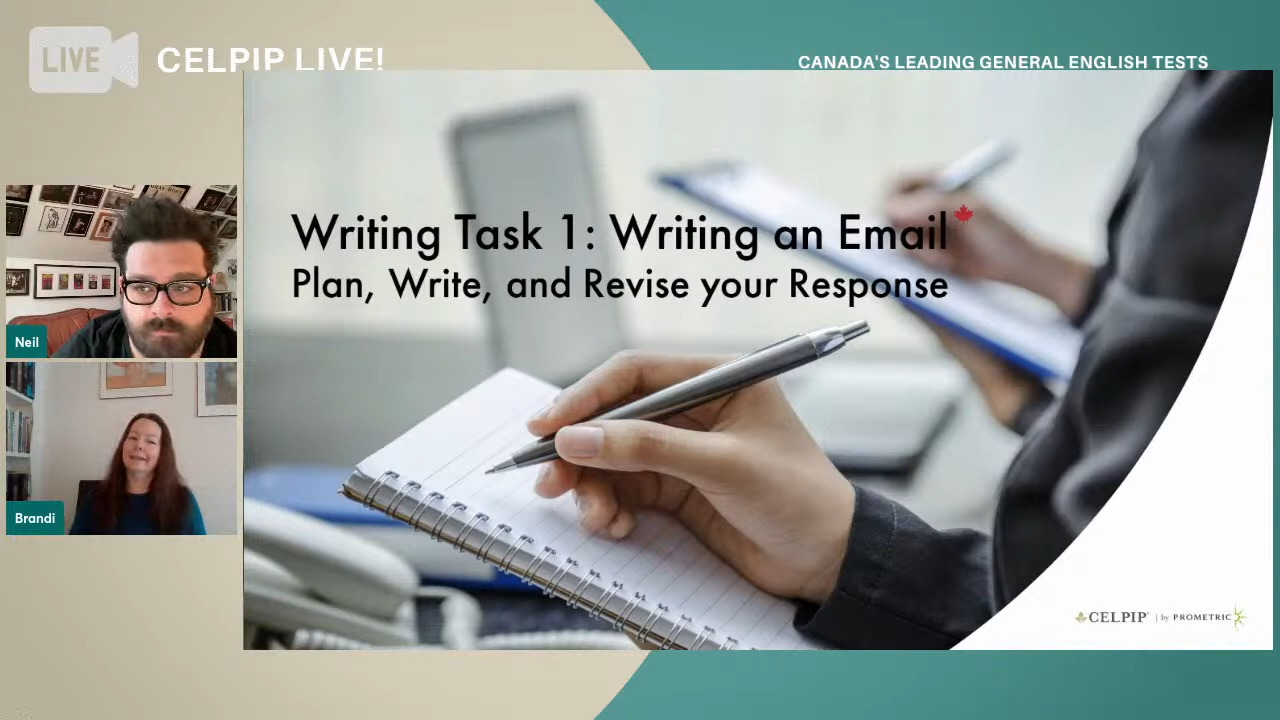 LIVE
CELPIP LIVE!
CANADA'S LEADING GENERAL ENGLISH TESTS
Writing Task 1: Writing an Email
Plan, Write, and Revise your Response
Neil
Brandi
CELPIP | by PROMETRIC